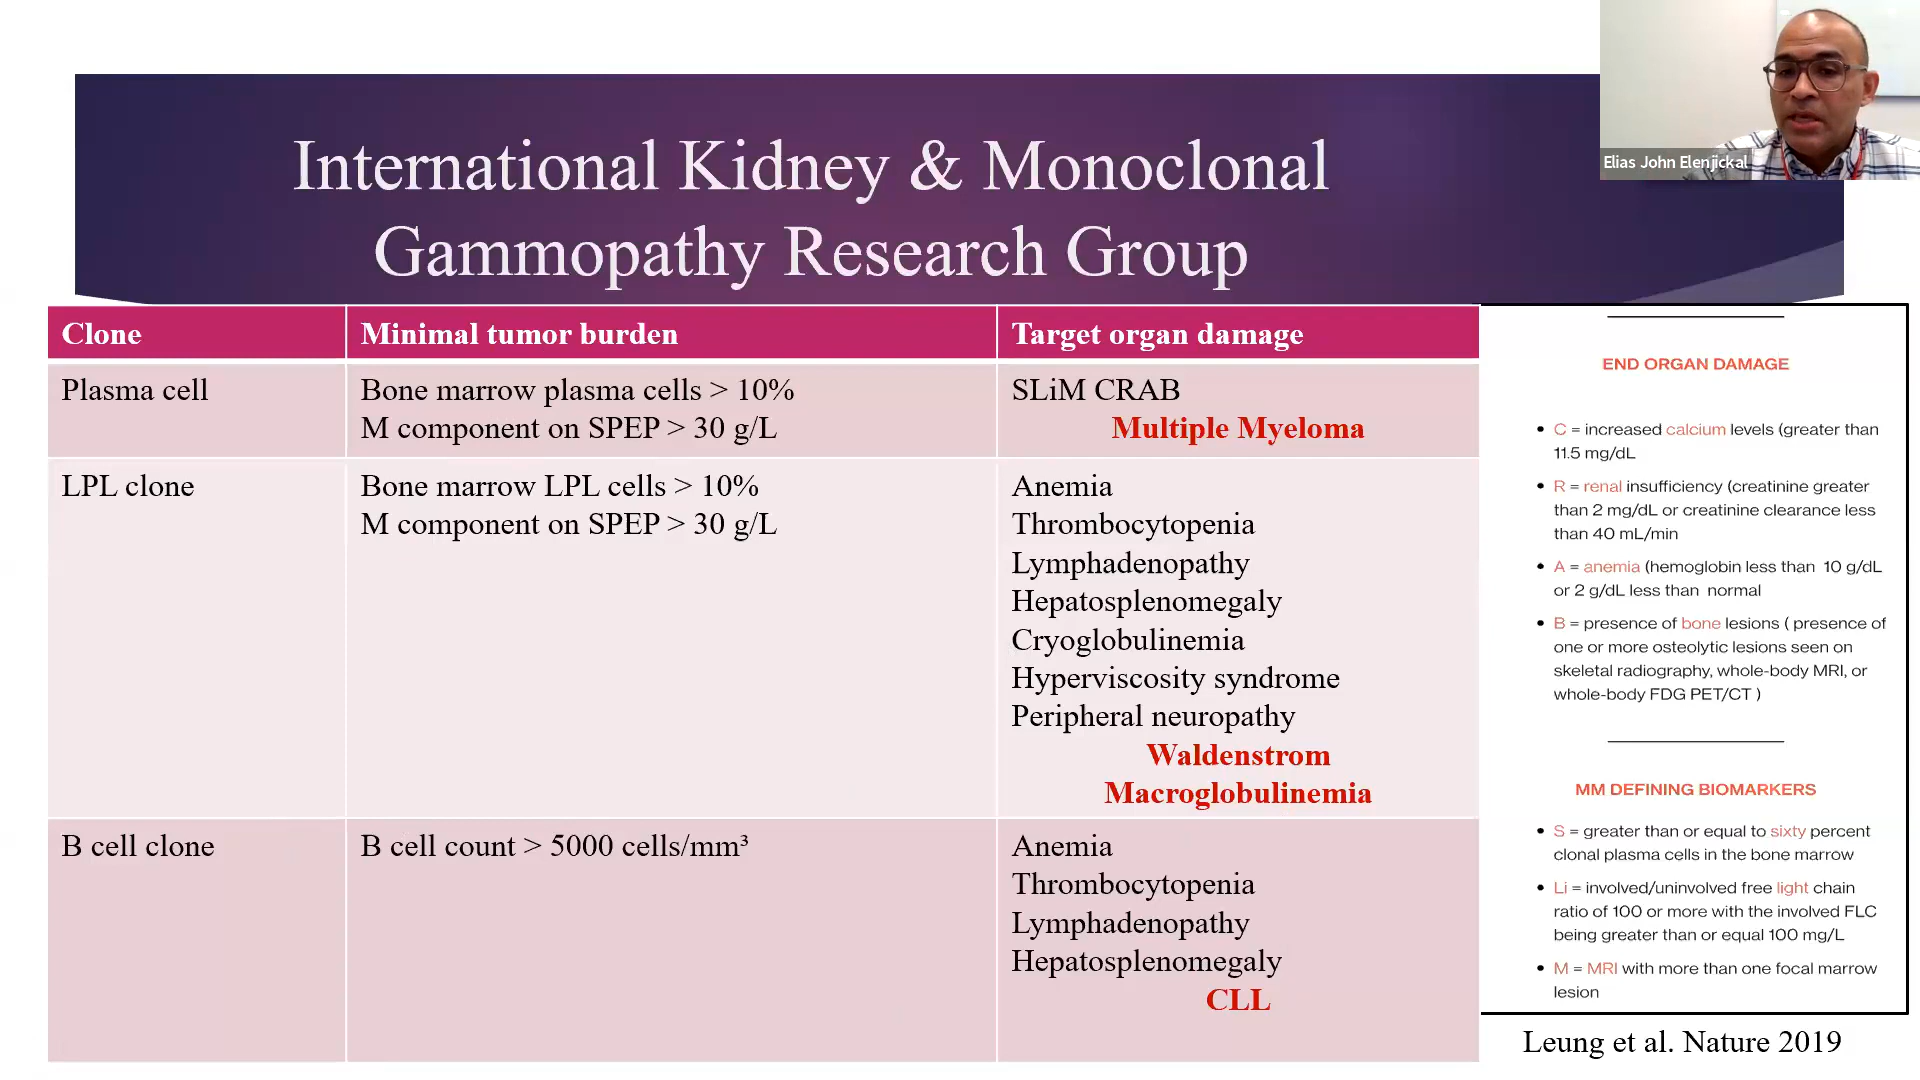 International Kidney & Monoclonal
Gammopathy Research Group
Elias John Elenjickal
Clone
Minimal tumor burden
Target organ damage
Plasma cell
Bone marrow plasma cells > 10%
M component on SPEP > 30 g/L
SLiM CRAB
Multiple Myeloma
LPL clone
Bone marrow LPL cells > 10%
M component on SPEP > 30 g/L
Anemia
Thrombocytopenia
Lymphadenopathy
Hepatosplenomegaly
Cryoglobulinemia
Hyperviscosity syndrome
Peripheral neuropathy
Waldenstrom
Macroglobulinemia
B cell clone
B cell count > 5000 cells/mm³
Anemia
Thrombocytopenia
Lymphadenopathy
Hepatosplenomegaly
CLL
END ORGAN DAMAGE
• C = increased calcium levels (greater than
11.5 mg/dL
• R = renal insufficiency (creatinine greater
than 2 mg/dL or creatinine clearance less
than 40 mL/min
• A = anemia (hemoglobin less than 10 g/dL
or 2 g/dL less than normal
• B = presence of bone lesions ( presence of
one or more osteolytic lesions seen on
skeletal radiography, whole-body MRI, or
whole-body FDG PET/CT )
MM DEFINING BIOMARKERS
• S = greater than or equal to sixty percent
clonal plasma cells in the bone marrow
• Li = involved/uninvolved free light chain
ratio of 100 or more with the involved FLC
being greater than or equal 100 mg/L
• M = MRI with more than one focal marrow
lesion
Leung et al. Nature 2019